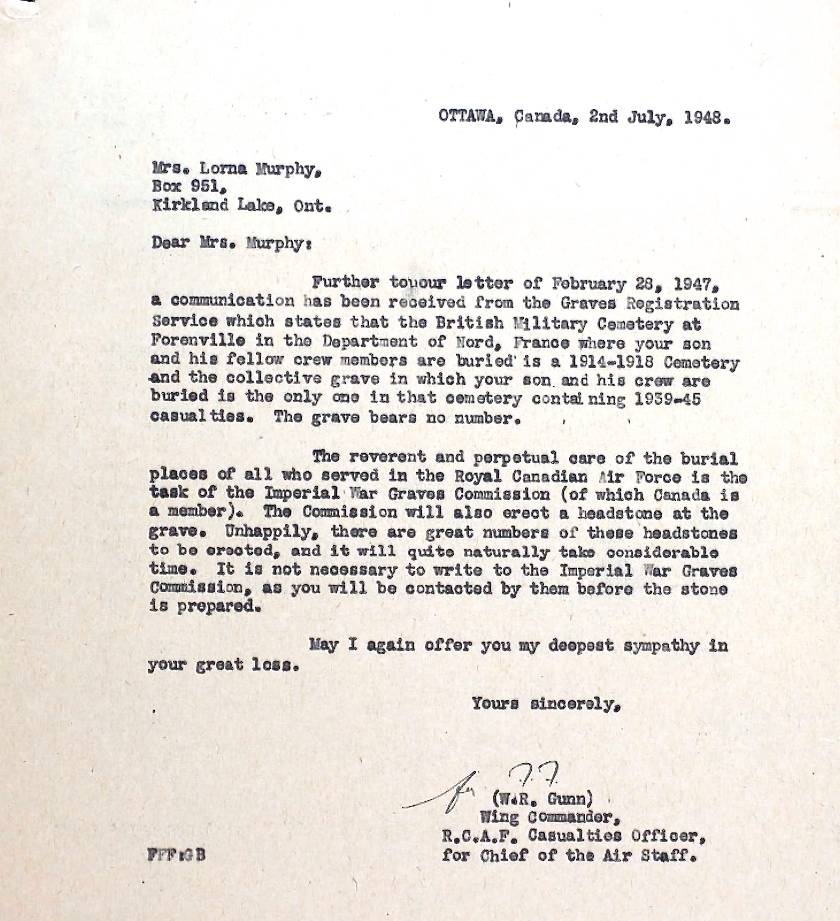 OTTAWA, Canada, 2nd July, 1948.
Mrs. Lorna Murphy,
Box 951,
Kirkland Lake, Ont.
Dear Mrs. Murphy:
Further to your letter of February 28, 1947,
a communication has been received from the Graves Registration
Service which states that the British Military Cemetery at
Forenville in the Department of Nord, France where your son
and his fellow crew members are buried is a 1914-1918 Cemetery
and the collective grave in which your son and his crew are
buried is the only one in that cemetery containing 1939-45
casualties. The grave bears no number.
The reverent and perpetual care of the burial
places of all who served in the Royal Canadian Air Force is the
task of the Imperial War Graves Commission (of which Canada is
a member). The Commission will also erect a headstone at the
grave. Unhappily, there are great numbers of these headstones
to be erected, and it will quite naturally take considerable
time. It is not necessary to write to the Imperial War Graves
Commission, as you will be contacted by them before the stone
is prepared.
May I again offer you my deepest sympathy in
your great loss.
Yours sincerely,
for F.F.
(W.R. Gunn)
Wing Commander,
R.C.A.F. Casualties Officer,
for Chief of the Air Staff.
FFF:GB